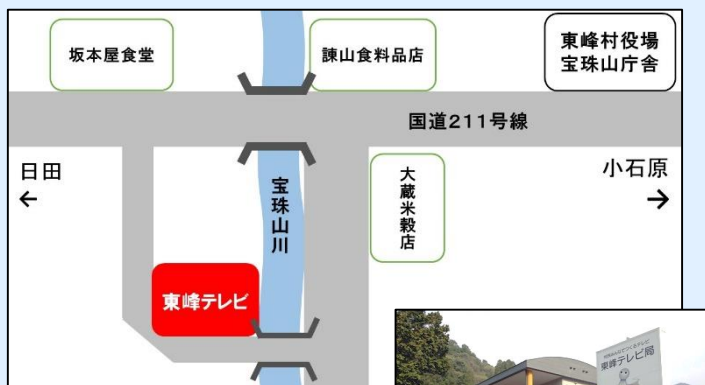 坂本屋食堂
諫山食料品店
東峰村役場
宝珠山庁舎
国道211号線
日田
←
小石原
→
宝珠山川
大蔵米穀店
東峰テレビ
東峰テレビ局